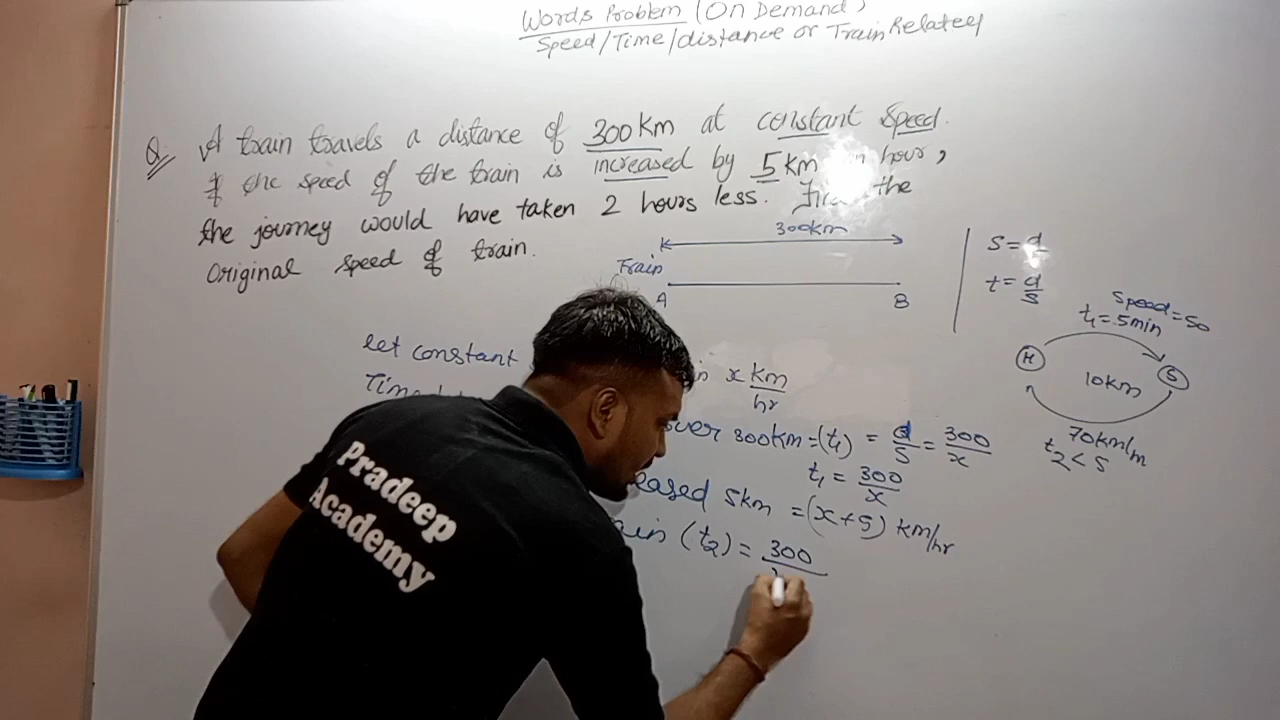 Words Problem (On Demand)
Speed/Time/distance or Train Related
Q. A train travels a distance of 300km at constant speed.
If the speed of the train is increased by 5 km hour,
the journey would have taken 2 hours less. the
Original speed of train.
300km
Train
A B
S = d
t = d/s
Speed = 50
t₁ = 5min
H S
10km
70km/m
t₂ < 5
let constant x km/hr
over 300km = (t₁) = d/s = 300/x
t₁ = 300/x
5km = (x+5) km/hr
(t₂) = 300
Pradeep
Academy